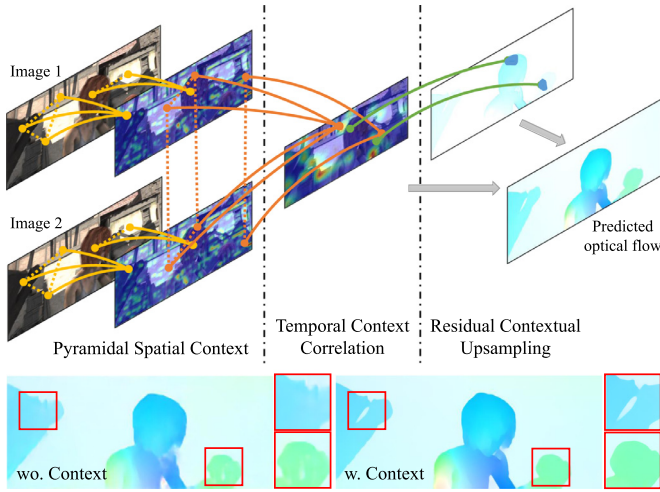 Image 1
Image 2
Predicted
optical flow
Pyramidal Spatial Context
Temporal Context
Correlation
Residual Contextual
Upsampling
wo. Context
w. Context